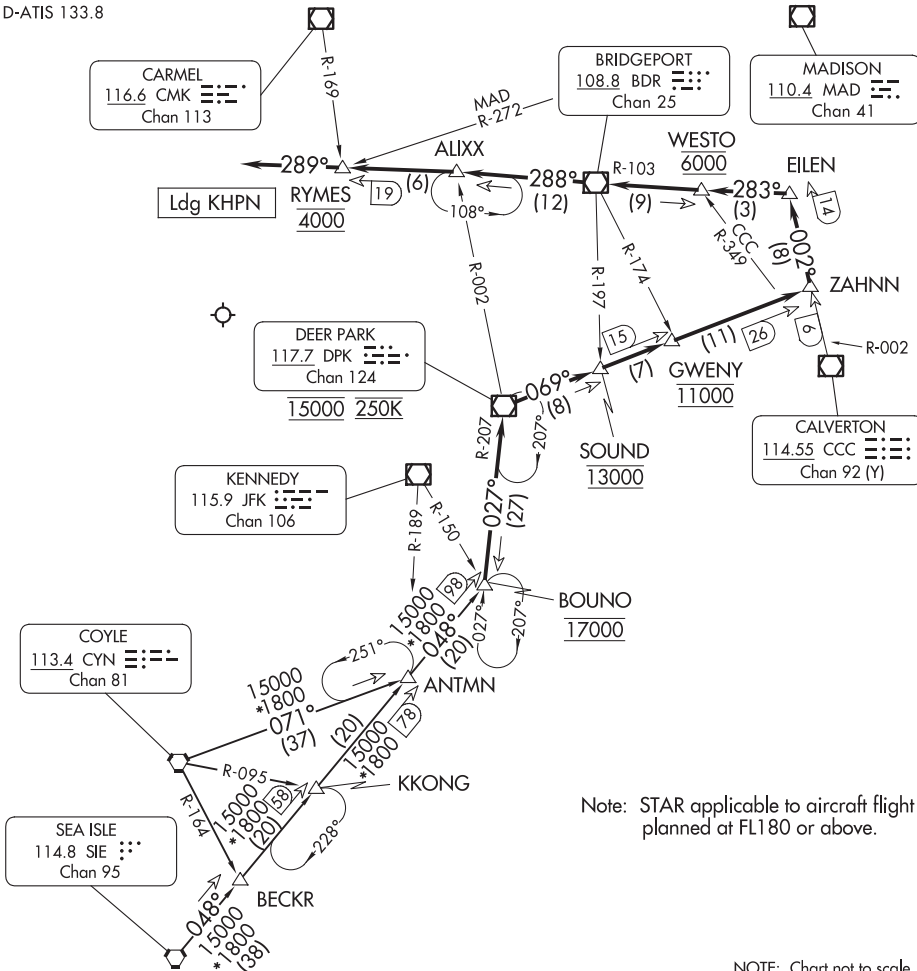 D-ATIS 133.8
CARMEL
116.6 CMK
Chan 113
R-169
MAD
R-272
BRIDGEPORT
108.8 BDR
Chan 25
MADISON
110.4 MAD
Chan 41
WESTO
6000
EJLEN
14
ALIXX
289°
RYMES
4000
19
(6)
108°
288°
(12)
R-103
(9)
283°
(3)
Ldg KHPN
002°
(8)
CCC
R-349
R-002
R-197
R-174
ZAHNN
DEER PARK
117.7 DPK
Chan 124
15000 250K
15
(11)
26
6
R-002
069°
(8)
(7)
GWENY
11000
SOUND
13000
CALVERTON
114.55 CCC
Chan 92 (Y)
R-207
207°
KENNEDY
115.9 JFK
Chan 106
R-189
R-150
027°
(27)
BOUNO
17000
027°
207°
98
15000
*1800
048°
(20)
COYLE
113.4 CYN
Chan 81
251°
ANTMN
15000
*1800
071°
(37)
(20)
15000
*1800
78
R-095
R-164
KKONG
58
15000
*1800
(20)
228°
SEA ISLE
114.8 SIE
Chan 95
BECKR
048°
15000
*1800
(38)
Note: STAR applicable to aircraft flight
planned at FL180 or above.
NOTE: Chart not to scale